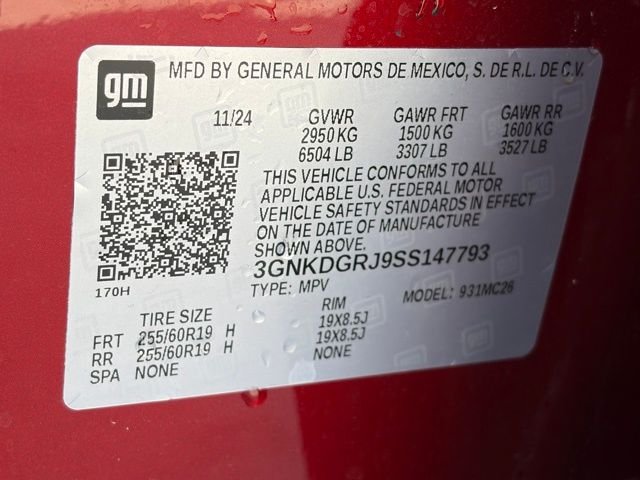 gm
MFD BY GENERAL MOTORS DE MEXICO, S. DE R.L. DE C.V.
11/24 GVWR GAWR FRT GAWR RR
2950 KG 1500 KG 1600 KG
6504 LB 3307 LB 3527LB
THIS VEHICLE CONFORMS TO ALL
APPLICABLE U.S. FEDERAL MOTOR
VEHICLE SAFETY STANDARDS IN EFFECT
ON THE DATE OF MANUFACTURE
SHOWN ABOVE.
3GNKDGRJ9SS147793
170H
TYPE: MPV MODEL: 931MC26
TIRE SIZE RIM
FRT 255/60R19 H 19X8.5J
RR 255/60R19 H 19X8.5J
SPA NONE NONE